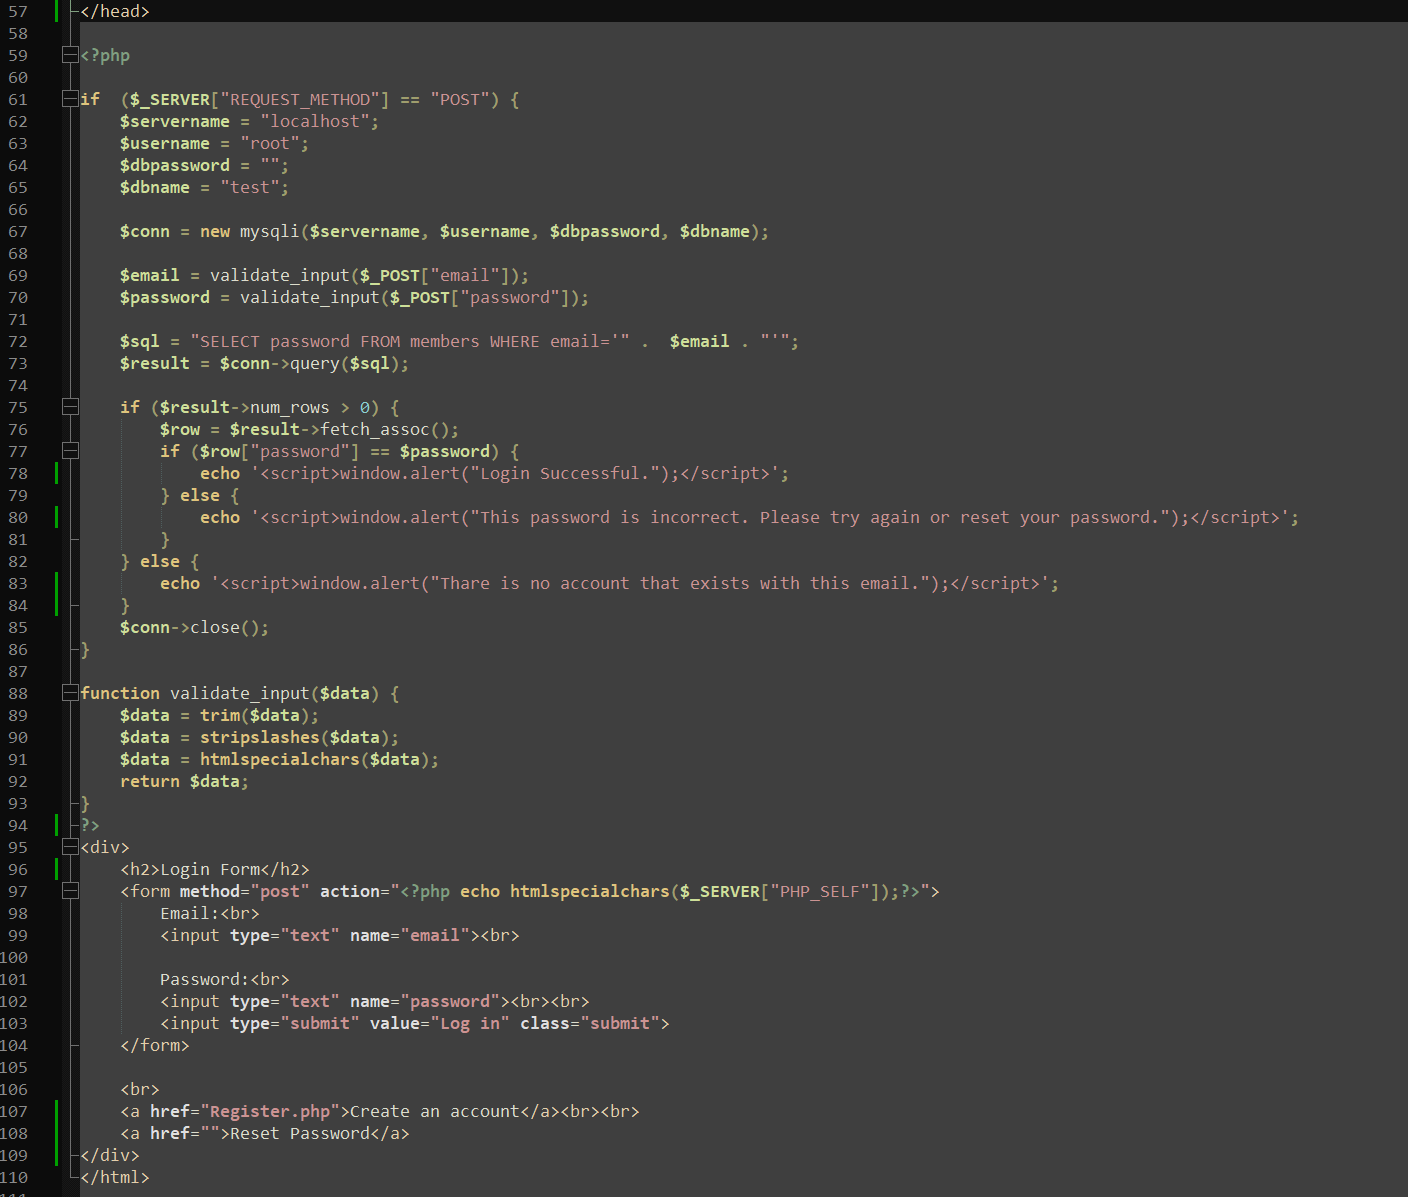 57 </head>
58
59 <?php
60
61 if  ($_SERVER["REQUEST_METHOD"] == "POST") {
62     $servername = "localhost";
63     $username = "root";
64     $dbpassword = "";
65     $dbname = "test";
66
67     $conn = new mysqli($servername, $username, $dbpassword, $dbname);
68
69     $email = validate_input($_POST["email"]);
70     $password = validate_input($_POST["password"]);
71
72     $sql = "SELECT password FROM members WHERE email='" .  $email . "'";
73     $result = $conn->query($sql);
74
75     if ($result->num_rows > 0) {
76         $row = $result->fetch_assoc();
77         if ($row["password"] == $password) {
78             echo '<script>window.alert("Login Successful.");</script>';
79         } else {
80             echo '<script>window.alert("This password is incorrect. Please try again or reset your password.");</script>';
81         }
82     } else {
83         echo '<script>window.alert("Thare is no account that exists with this email.");</script>';
84     }
85     $conn->close();
86 }
87
88 function validate_input($data) {
89     $data = trim($data);
90     $data = stripslashes($data);
91     $data = htmlspecialchars($data);
92     return $data;
93 }
94 ?>
95 <div>
96     <h2>Login Form</h2>
97     <form method="post" action="<?php echo htmlspecialchars($_SERVER["PHP_SELF"]);?>">
98         Email:<br>
99         <input type="text" name="email"><br>
100
101         Password:<br>
102         <input type="text" name="password"><br><br>
103         <input type="submit" value="Log in" class="submit">
104     </form>
105
106     <br>
107     <a href="Register.php">Create an account</a><br><br>
108     <a href="">Reset Password</a>
109 </div>
110 </html>